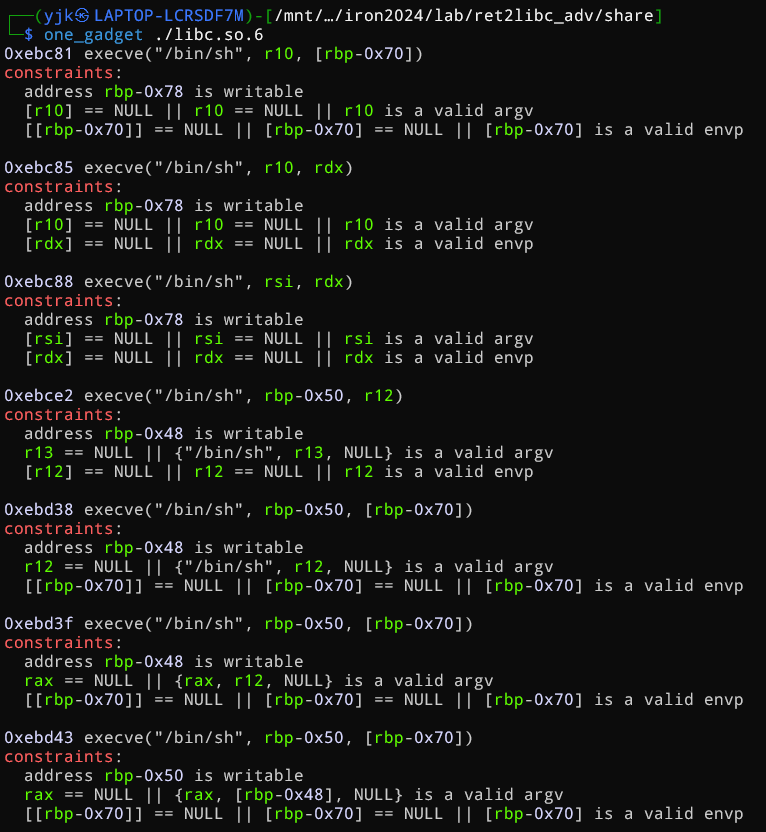 ┌──(yjk㉿LAPTOP-LCRSDF7M)-[/mnt/…/iron2024/lab/ret2libc_adv/share]
└─$ one_gadget ./libc.so.6
0xebc81 execve("/bin/sh", r10, [rbp-0x70])
constraints:
  address rbp-0x78 is writable
  [r10] == NULL || r10 == NULL || r10 is a valid argv
  [[rbp-0x70]] == NULL || [rbp-0x70] == NULL || [rbp-0x70] is a valid envp

0xebc85 execve("/bin/sh", r10, rdx)
constraints:
  address rbp-0x78 is writable
  [r10] == NULL || r10 == NULL || r10 is a valid argv
  [rdx] == NULL || rdx == NULL || rdx is a valid envp

0xebc88 execve("/bin/sh", rsi, rdx)
constraints:
  address rbp-0x78 is writable
  [rsi] == NULL || rsi == NULL || rsi is a valid argv
  [rdx] == NULL || rdx == NULL || rdx is a valid envp

0xebce2 execve("/bin/sh", rbp-0x50, r12)
constraints:
  address rbp-0x48 is writable
  r13 == NULL || {"/bin/sh", r13, NULL} is a valid argv
  [r12] == NULL || r12 == NULL || r12 is a valid envp

0xebd38 execve("/bin/sh", rbp-0x50, [rbp-0x70])
constraints:
  address rbp-0x48 is writable
  r12 == NULL || {"/bin/sh", r12, NULL} is a valid argv
  [[rbp-0x70]] == NULL || [rbp-0x70] == NULL || [rbp-0x70] is a valid envp

0xebd3f execve("/bin/sh", rbp-0x50, [rbp-0x70])
constraints:
  address rbp-0x48 is writable
  rax == NULL || {rax, r12, NULL} is a valid argv
  [[rbp-0x70]] == NULL || [rbp-0x70] == NULL || [rbp-0x70] is a valid envp

0xebd43 execve("/bin/sh", rbp-0x50, [rbp-0x70])
constraints:
  address rbp-0x50 is writable
  rax == NULL || {rax, [rbp-0x48], NULL} is a valid argv
  [[rbp-0x70]] == NULL || [rbp-0x70] == NULL || [rbp-0x70] is a valid envp